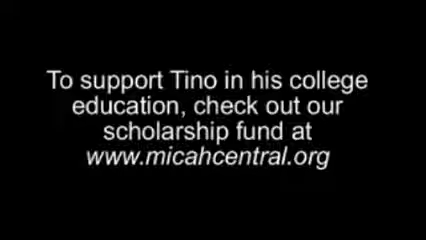 To support Tino in his college
education, check out our
scholarship fund at
www.micahcentral.org